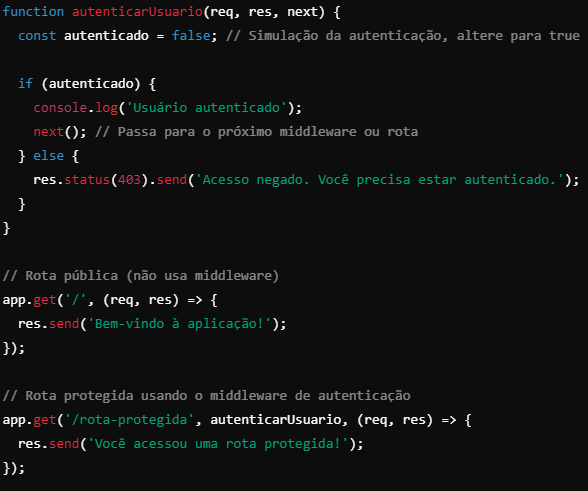 function autenticarUsuario(req, res, next) {
  const autenticado = false; // Simulação da autenticação, altere para true

  if (autenticado) {
    console.log('Usuário autenticado');
    next(); // Passa para o próximo middleware ou rota
  } else {
    res.status(403).send('Acesso negado. Você precisa estar autenticado.');
  }
}

// Rota pública (não usa middleware)
app.get('/', (req, res) => {
  res.send('Bem-vindo à aplicação!');
});

// Rota protegida usando o middleware de autenticação
app.get('/rota-protegida', autenticarUsuario, (req, res) => {
  res.send('Você acessou uma rota protegida!');
});